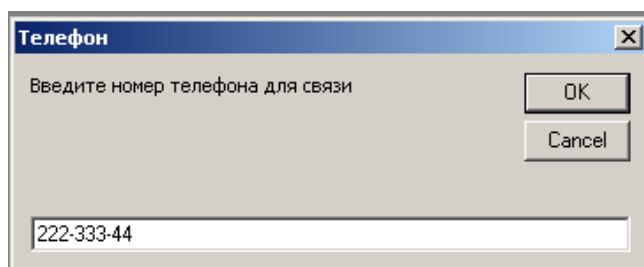 Телефон
Введите номер телефона для связи
OK
Cancel
222-333-44